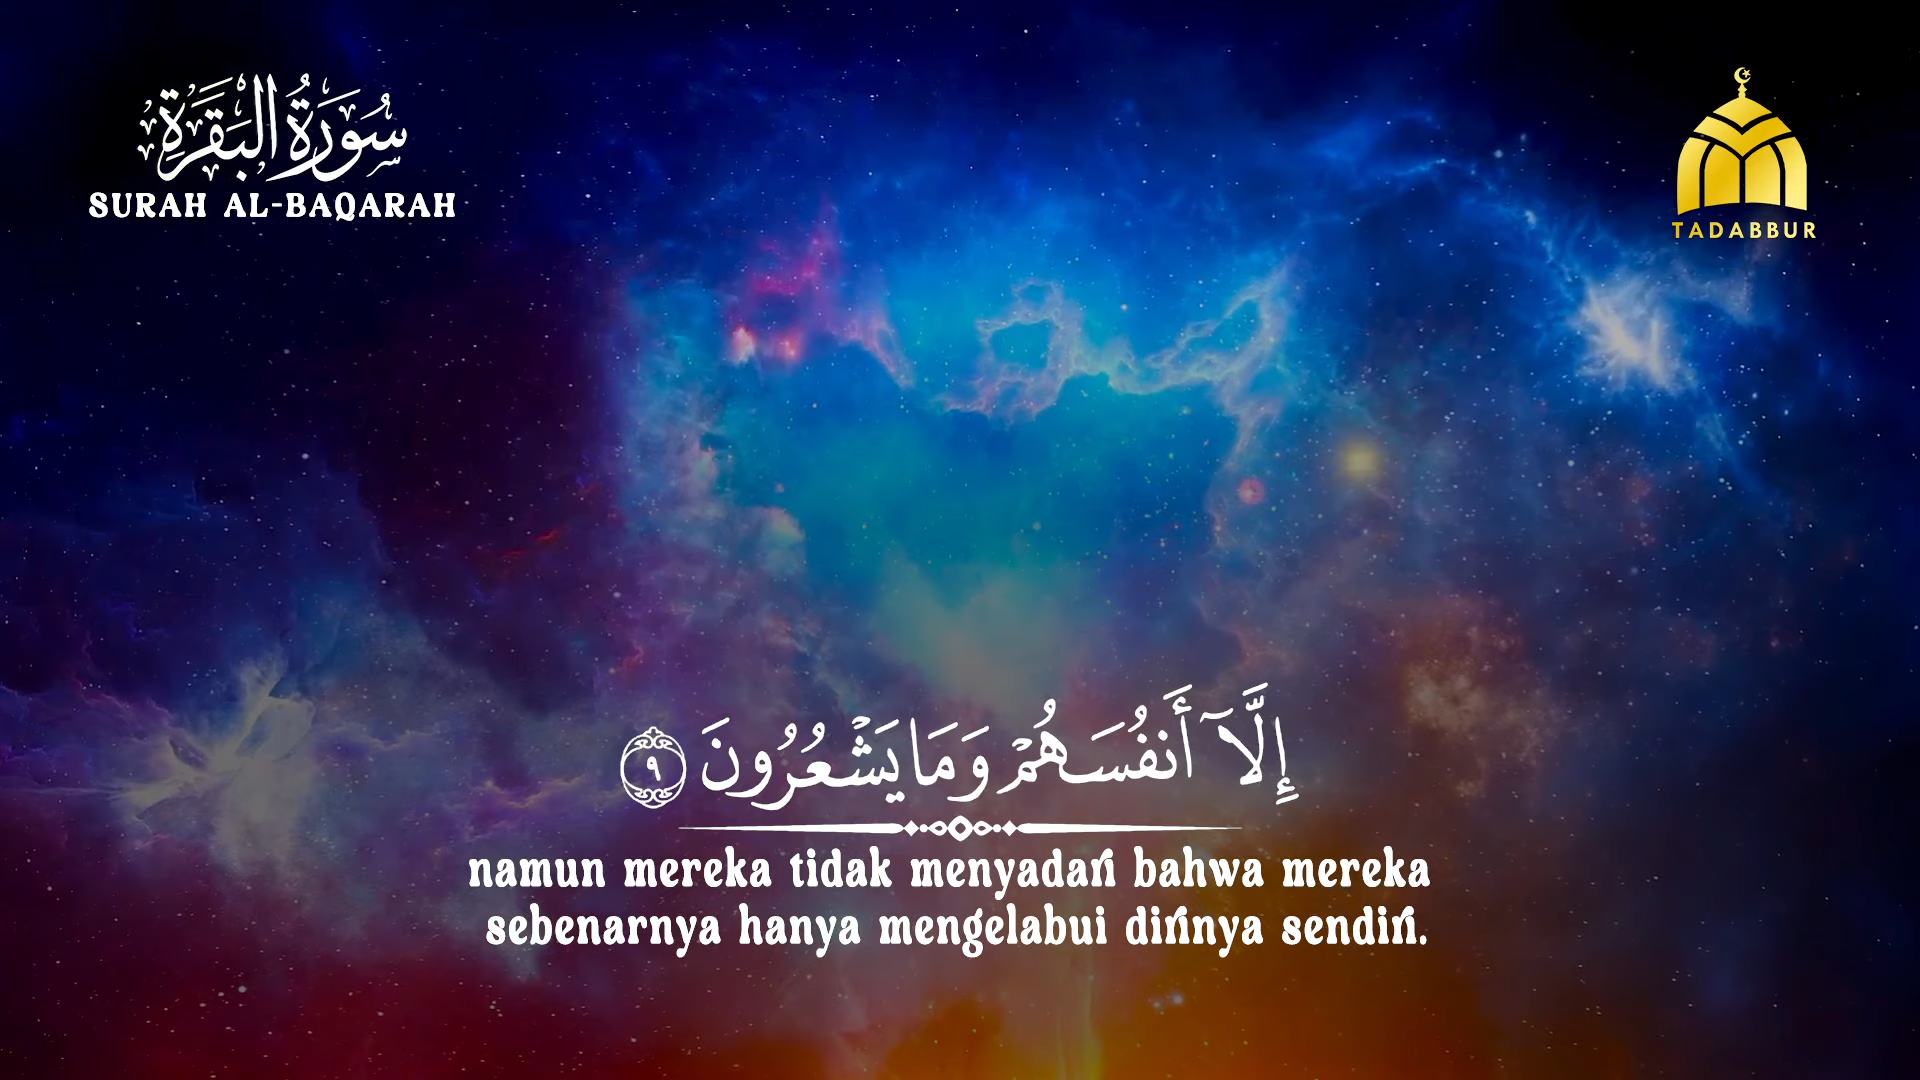 سُورَةُ البَقَرَةِ
SURAH AL-BAQARAH
TADABBUR
إِلَّآ أَنفُسَهُمْ وَمَا يَشْعُرُونَ ٩
namun mereka tidak menyadari bahwa mereka
sebenarnya hanya mengelabui dirinya sendiri.